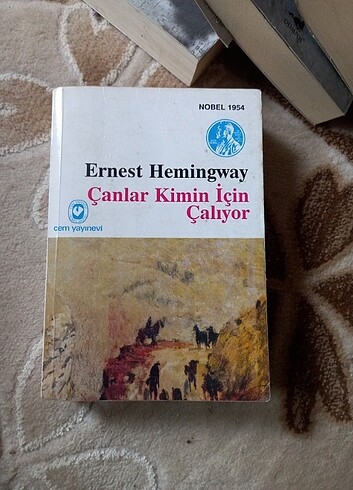 NOBEL 1954
Ernest Hemingway
Çanlar Kimin İçin
Çalıyor
cem yayınevi